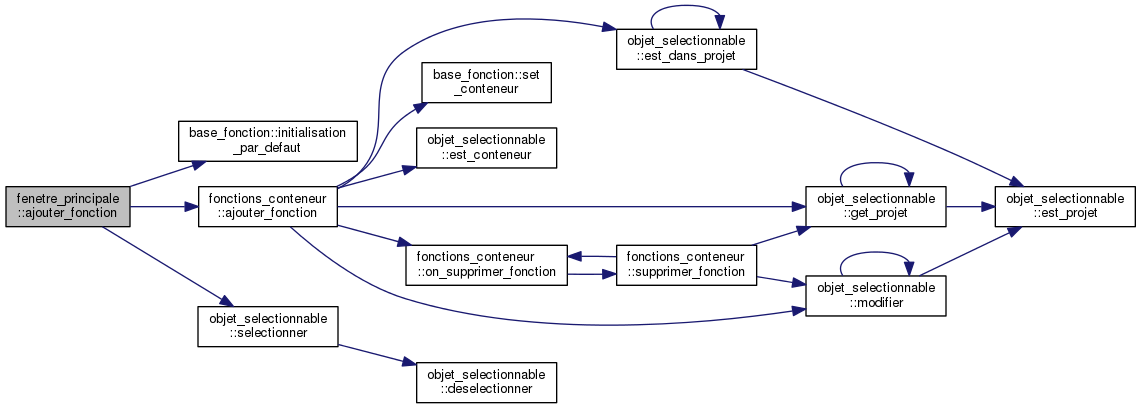 objet_selectionnable
::est_dans_projet
base_fonction::set
_conteneur
base_fonction::initialisation
_par_defaut
objet_selectionnable
::est_conteneur
fenetre_principale
::ajouter_fonction
fonctions_conteneur
::ajouter_fonction
objet_selectionnable
::get_projet
objet_selectionnable
::est_projet
fonctions_conteneur
::on_supprimer_fonction
fonctions_conteneur
::supprimer_fonction
objet_selectionnable
::modifier
objet_selectionnable
::selectionner
objet_selectionnable
::deselectionner